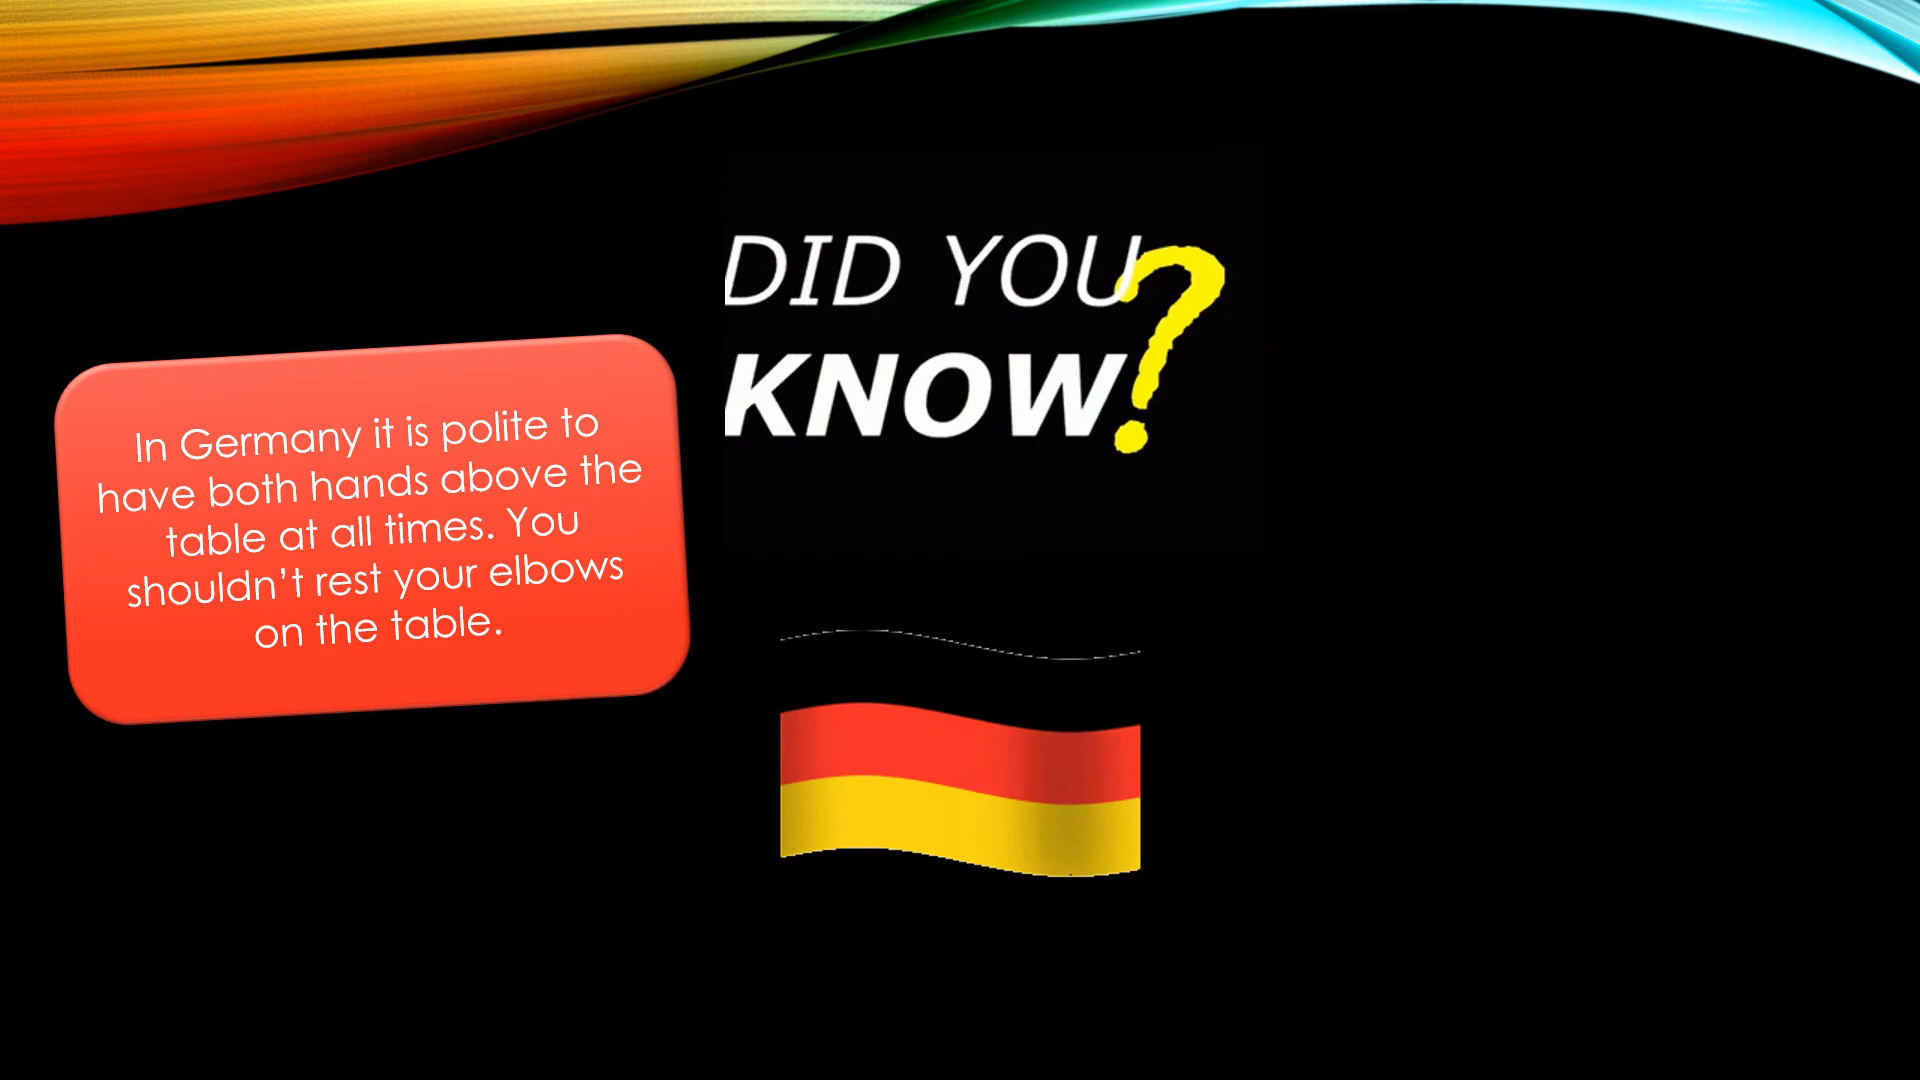 DID YOU
KNOW?
In Germany it is polite to
have both hands above the
table at all times. You
shouldn’t rest your elbows
on the table.